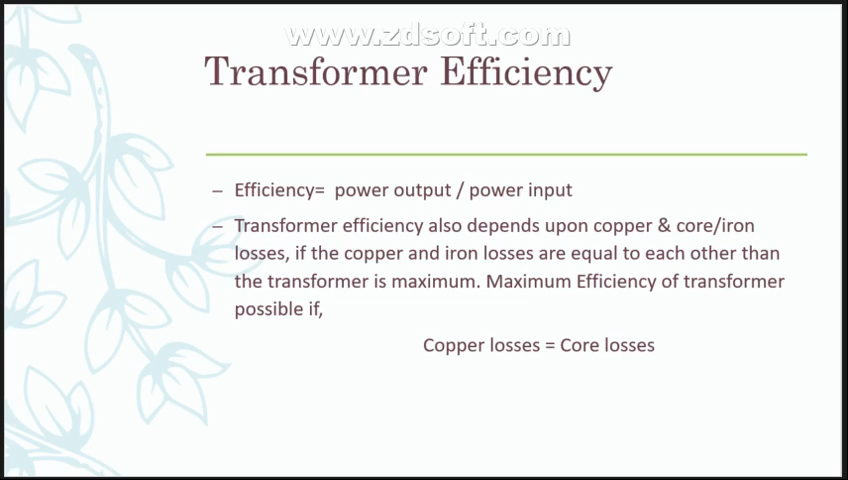 www.zdsoft.com
Transformer Efficiency
– Efficiency= power output / power input
– Transformer efficiency also depends upon copper & core/iron
losses, if the copper and iron losses are equal to each other than
the transformer is maximum. Maximum Efficiency of transformer
possible if,
Copper losses = Core losses